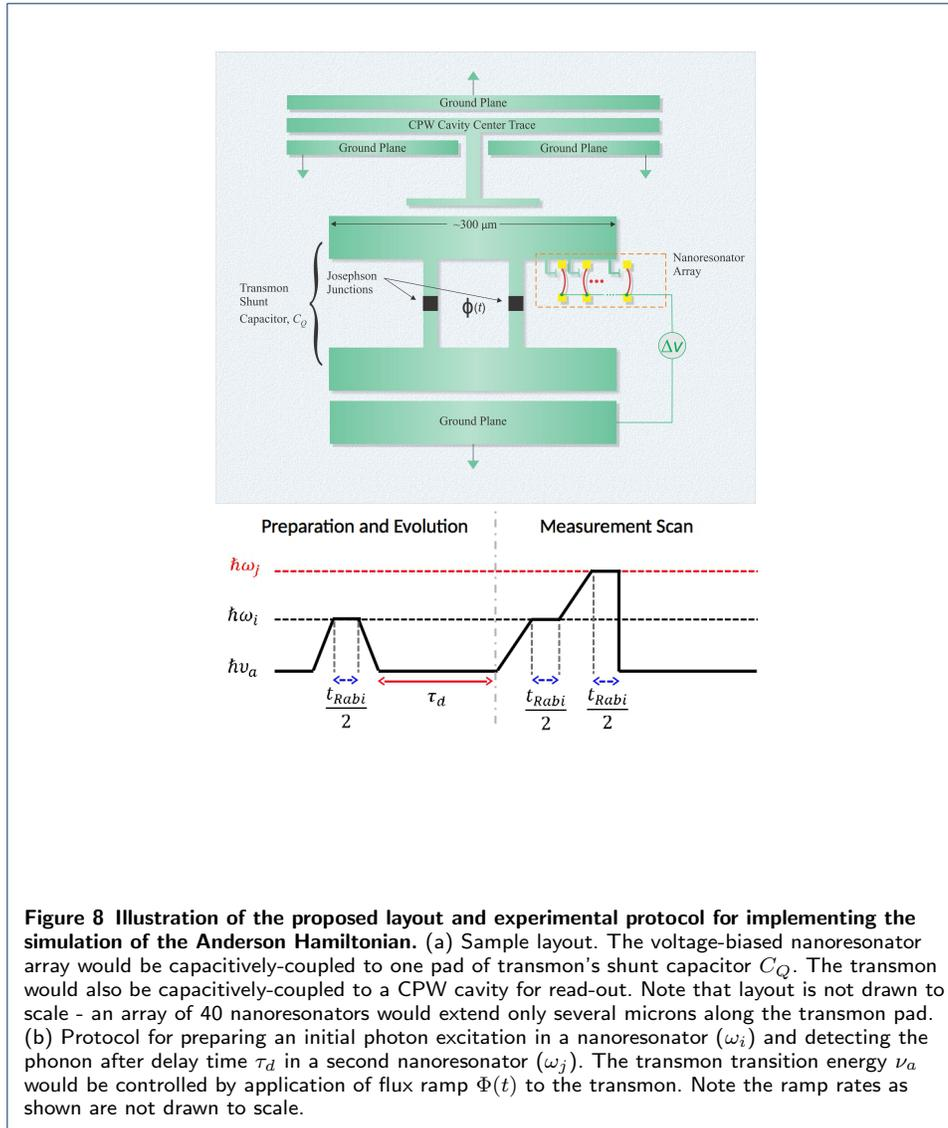 Ground Plane
CPW Cavity Center Trace
Ground Plane Ground Plane
~300 μm
Nanoresonator
Array
Josephson
Junctions
Transmon
Shunt
Capacitor, C_Q
ϕ(t)
ΔV
Ground Plane
Preparation and Evolution Measurement Scan
ℏω_j
ℏω_i
ℏν_a
t_Rabi/2 τ_d t_Rabi/2 t_Rabi/2
Figure 8 Illustration of the proposed layout and experimental protocol for implementing the
simulation of the Anderson Hamiltonian. (a) Sample layout. The voltage-biased nanoresonator
array would be capacitively-coupled to one pad of transmon's shunt capacitor C_Q. The transmon
would also be capacitively-coupled to a CPW cavity for read-out. Note that layout is not drawn to
scale - an array of 40 nanoresonators would extend only several microns along the transmon pad.
(b) Protocol for preparing an initial photon excitation in a nanoresonator (ω_i) and detecting the
phonon after delay time τ_d in a second nanoresonator (ω_j). The transmon transition energy ν_a
would be controlled by application of flux ramp Φ(t) to the transmon. Note the ramp rates as
shown are not drawn to scale.